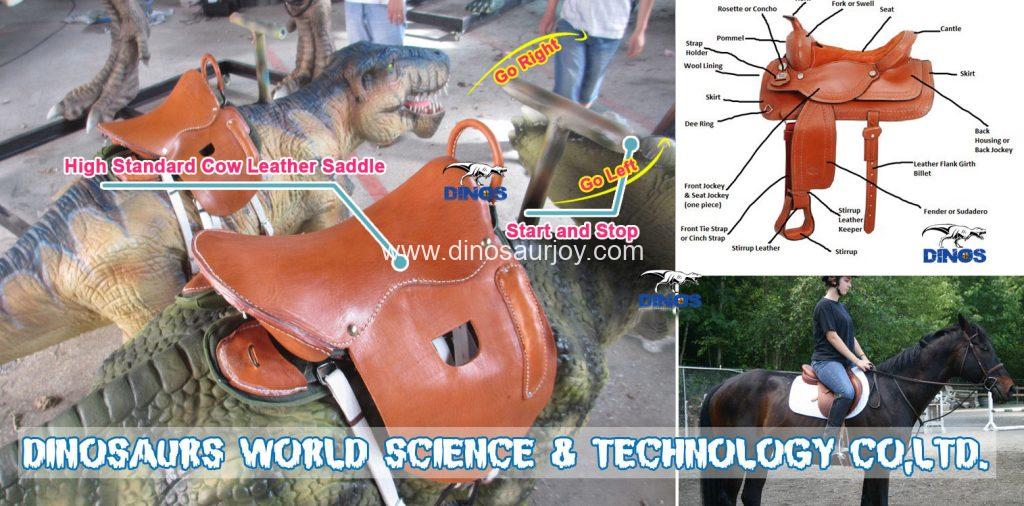 Go Right
High Standard Cow Leather Saddle
DINOS
Go Left
Start and Stop
www.dinosaurjoy.com
DINOS
Rosette or Concho
Fork or Swell
Seat
Pommel
Cantle
Strap
Holder
Wool Lining
Skirt
Skirt
Dee Ring
Back
Housing or
Back Jockey
Leather Flank Girth
Billet
Front Jockey
& Seat Jockey
(one piece)
Stirrup
Leather
Keeper
Fender or Sudadero
Front Tie Strap
or Cinch Strap
Stirrup Leather
Stirrup
DINOS
DINOSAURS WORLD SCIENCE & TECHNOLOGY CO,LTD.